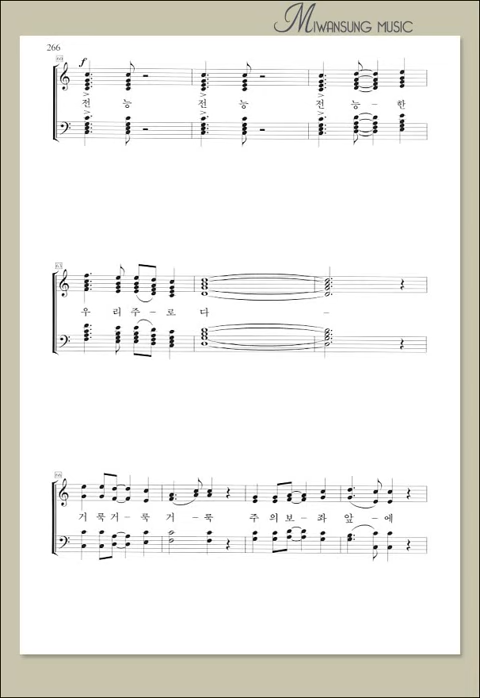 MIWANSUNG MUSIC
266
f
전 능 전 능 전 능 - 한
우 리 주 - 로 다 -
거 룩 거 - 룩 거 - 룩 주 의 보 - 좌 앞 - 에